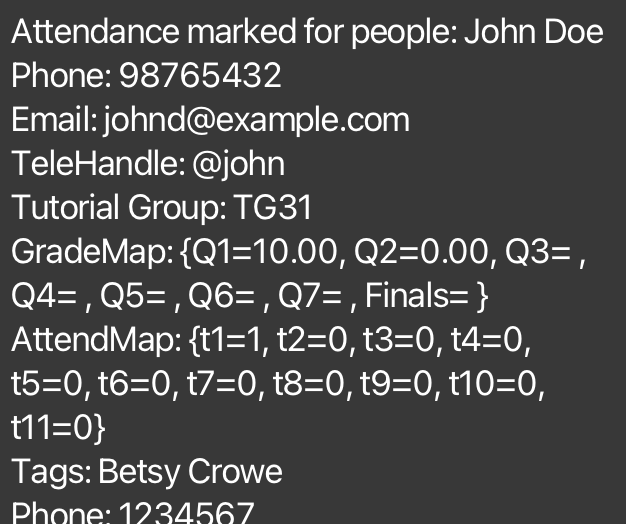 Attendance marked for people: John Doe
Phone: 98765432
Email: johnd@example.com
TeleHandle: @john
Tutorial Group: TG31
GradeMap: {Q1=10.00, Q2=0.00, Q3= ,
Q4= , Q5= , Q6= , Q7= , Finals= }
AttendMap: {t1=1, t2=0, t3=0, t4=0,
t5=0, t6=0, t7=0, t8=0, t9=0, t10=0,
t11=0}
Tags: Betsy Crowe
Phone: 1234567